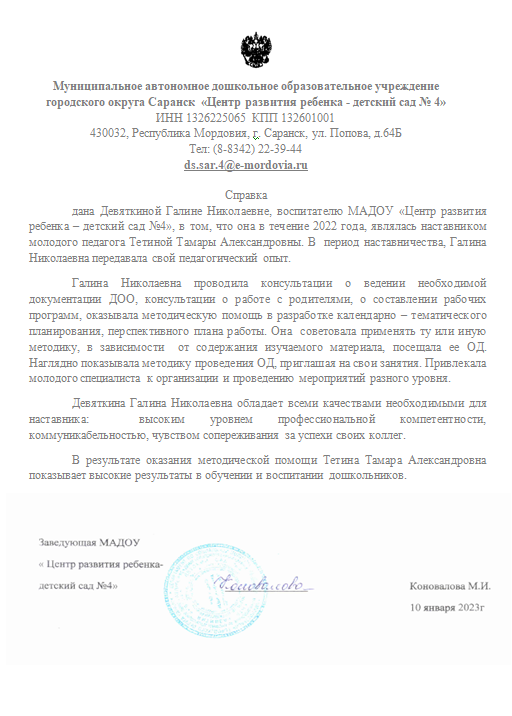 Муниципальное автономное дошкольное образовательное учреждение
городского округа Саранск «Центр развития ребенка - детский сад № 4»
ИНН 1326225065 КПП 132601001
430032, Республика Мордовия, г. Саранск, ул. Попова, д.64Б
Тел: (8-8342) 22-39-44
ds.sar.4@e-mordovia.ru
Справка
дана Девяткиной Галине Николаевне, воспитателю МАДОУ «Центр развития
ребенка – детский сад №4», в том, что она в течение 2022 года, являлась наставником
молодого педагога Тетиной Тамары Александровны. В период наставничества, Галина
Николаевна передавала свой педагогический опыт.
Галина Николаевна проводила консультации о ведении необходимой
документации ДОО, консультации о работе с родителями, о составлении рабочих
программ, оказывала методическую помощь в разработке календарно – тематического
планирования, перспективного плана работы. Она советовала применять ту или иную
методику, в зависимости от содержания изучаемого материала, посещала ее ОД.
Наглядно показывала методику проведения ОД, приглашая на свои занятия. Привлекала
молодого специалиста к организации и проведению мероприятий разного уровня.
Девяткина Галина Николаевна обладает всеми качествами необходимыми для
наставника: высоким уровнем профессиональной компетентности,
коммуникабельностью, чувством сопереживания за успехи своих коллег.
В результате оказания методической помощи Тетина Тамара Александровна
показывает высокие результаты в обучении и воспитании дошкольников.
Заведующая МАДОУ
« Центр развития ребенка-
детский сад №4» Коновалова М.И.
10 января 2023г